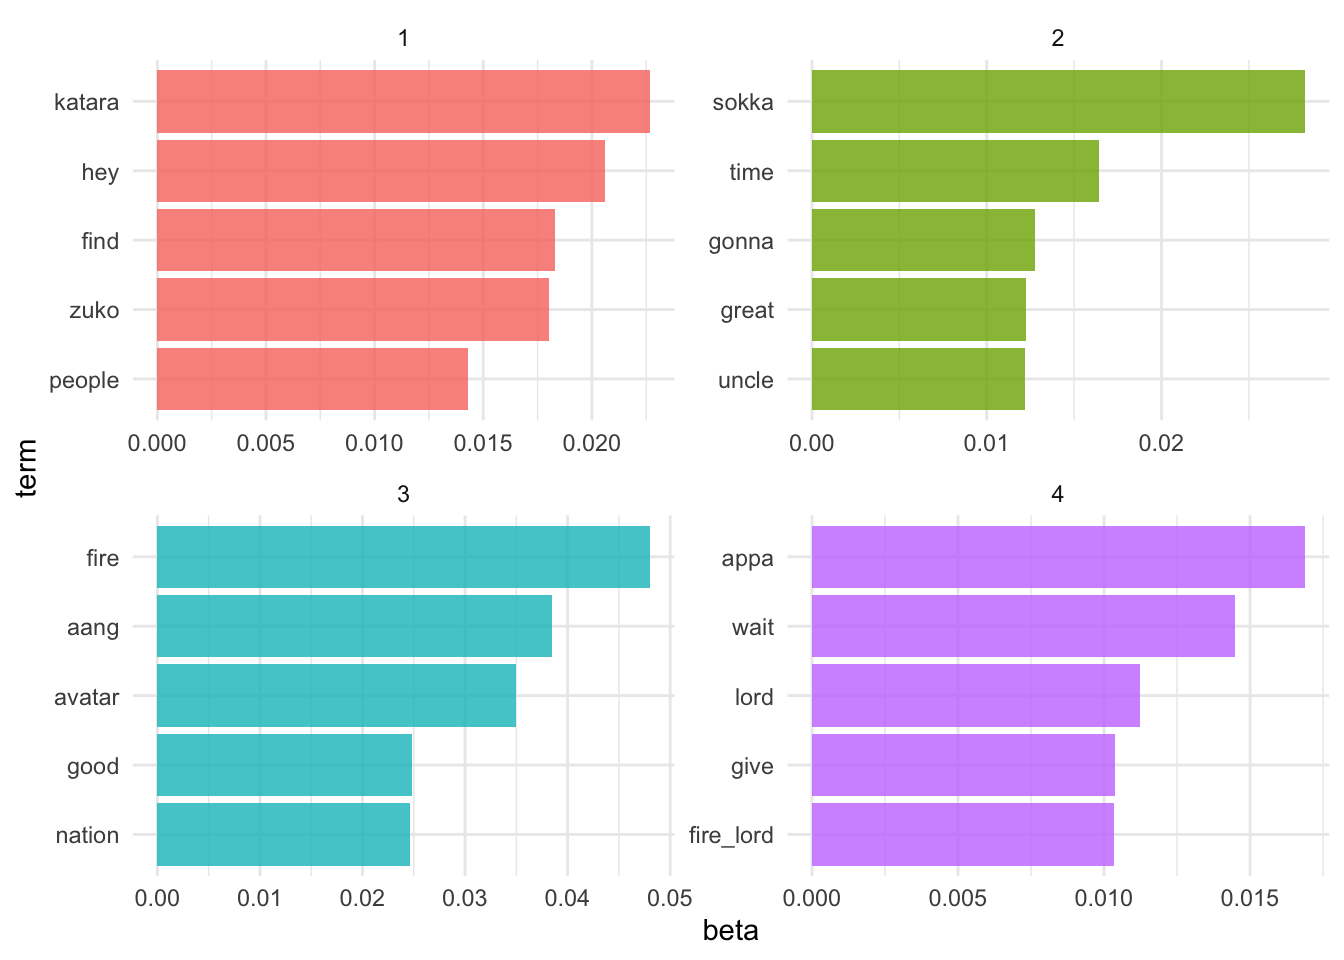 1
katara
hey
find
zuko
people
0.000 0.005 0.010 0.015 0.020
2
sokka
time
gonna
great
uncle
0.00 0.01 0.02
3
fire
aang
avatar
good
nation
0.00 0.01 0.02 0.03 0.04 0.05
4
appa
wait
lord
give
fire_lord
0.000 0.005 0.010 0.015
term
beta